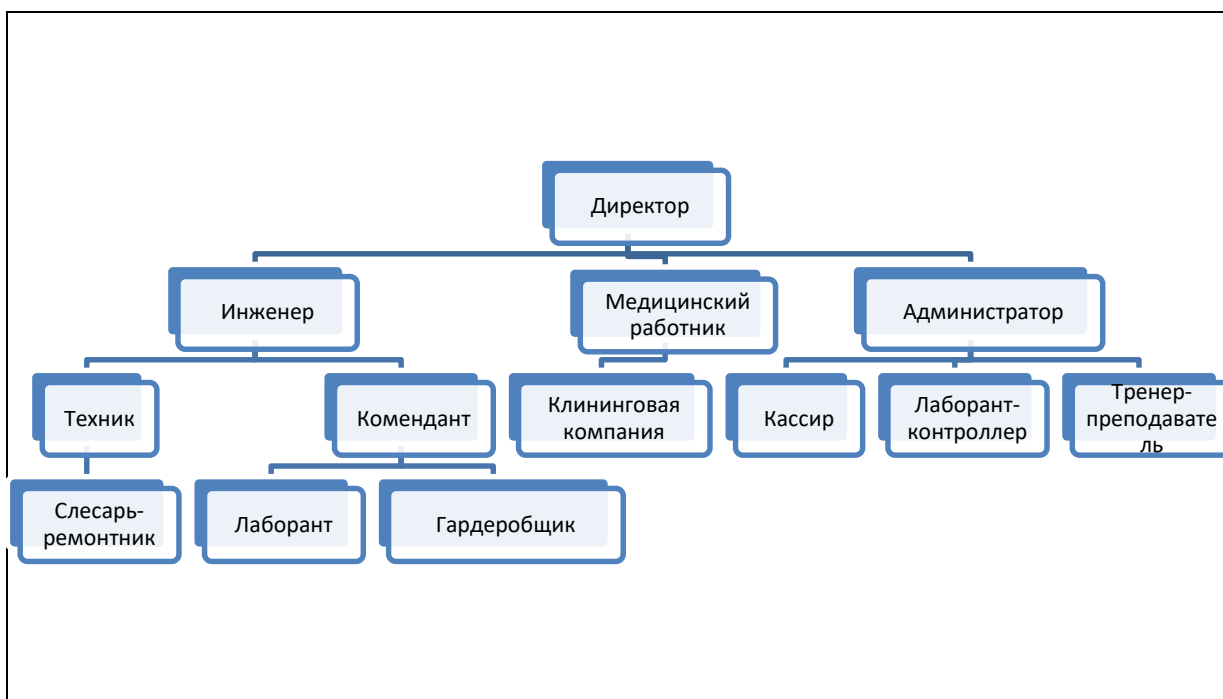 Директор
Инженер
Медицинский
работник
Администратор
Техник
Комендант
Клининговая
компания
Кассир
Лаборант-
контроллер
Тренер-
преподавате
ль
Слесарь-
ремонтник
Лаборант
Гардеробщик